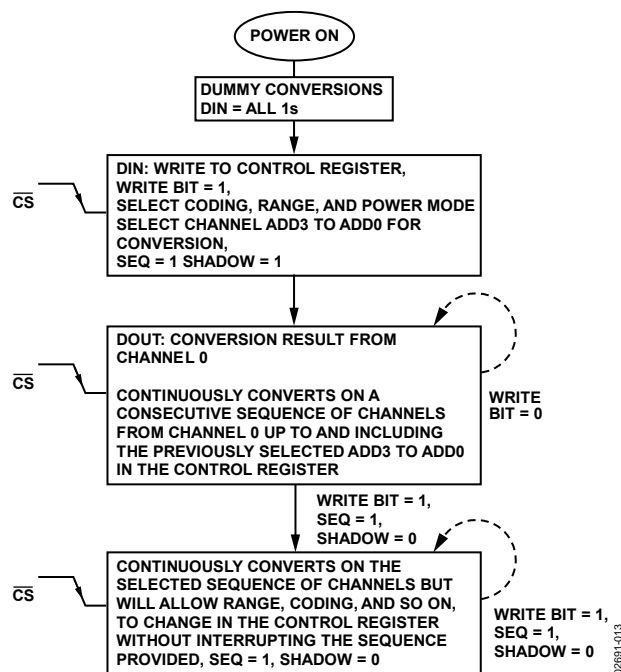 POWER ON
DUMMY CONVERSIONS
DIN = ALL 1s
CS
DIN: WRITE TO CONTROL REGISTER,
WRITE BIT = 1,
SELECT CODING, RANGE, AND POWER MODE
SELECT CHANNEL ADD3 TO ADD0 FOR
CONVERSION,
SEQ = 1 SHADOW = 1
CS
DOUT: CONVERSION RESULT FROM
CHANNEL 0
CONTINUOUSLY CONVERTS ON A
CONSECUTIVE SEQUENCE OF CHANNELS
FROM CHANNEL 0 UP TO AND INCLUDING
THE PREVIOUSLY SELECTED ADD3 TO ADD0
IN THE CONTROL REGISTER
WRITE
BIT = 0
WRITE BIT = 1,
SEQ = 1,
SHADOW = 0
CS
CONTINUOUSLY CONVERTS ON THE
SELECTED SEQUENCE OF CHANNELS BUT
WILL ALLOW RANGE, CODING, AND SO ON,
TO CHANGE IN THE CONTROL REGISTER
WITHOUT INTERRUPTING THE SEQUENCE
PROVIDED, SEQ = 1, SHADOW = 0
WRITE BIT = 1,
SEQ = 1,
SHADOW = 0
02691-013